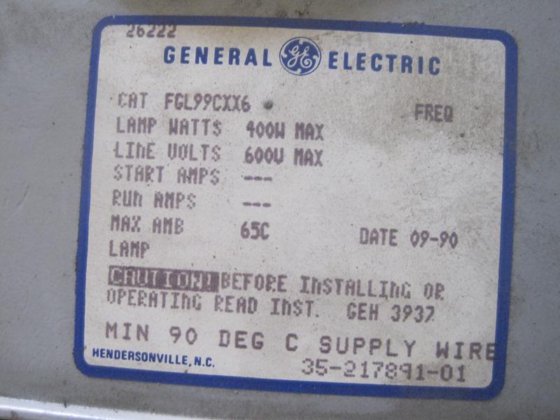 26222
GENERAL GE ELECTRIC
CAT FGL99CXX6 FREQ
LAMP WATTS 400W MAX
LINE VOLTS 600V MAX
START AMPS ---
RUN AMPS ---
MAX AMB 65C DATE 09-90
LAMP
CAUTION! BEFORE INSTALLING OR
OPERATING READ INST. GEH 3937
MIN 90 DEG C SUPPLY WIRE
HENDERSONVILLE, N.C. 35-217891-01